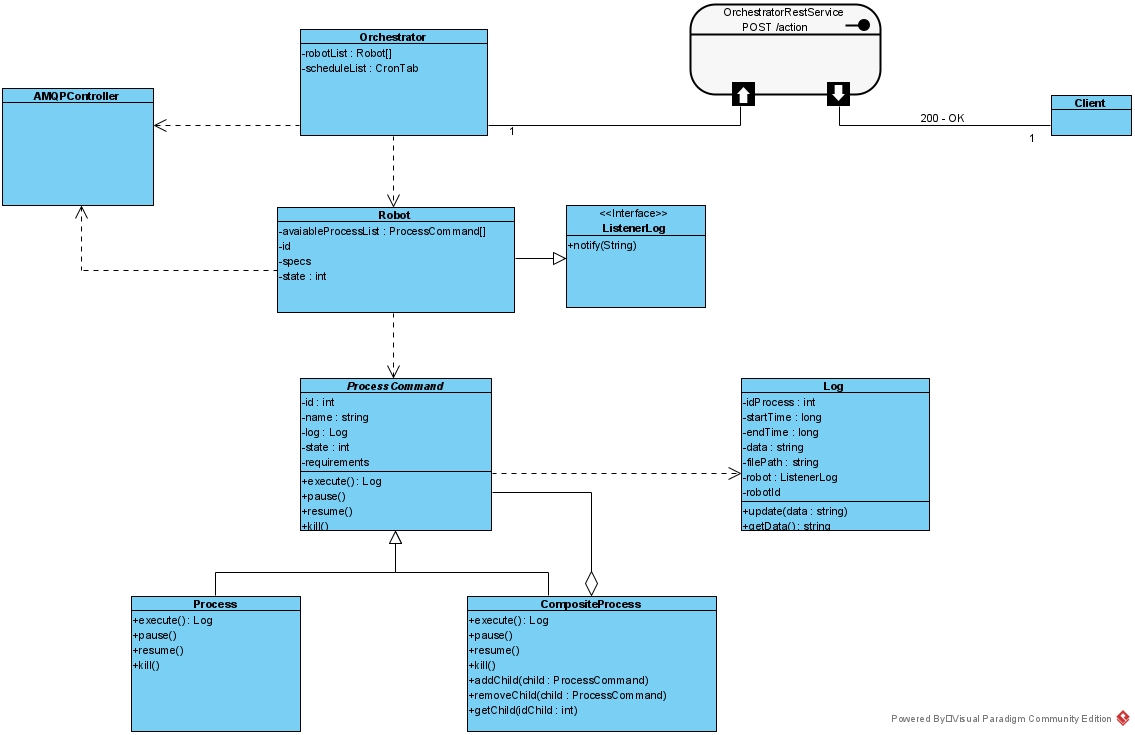 OrchestratorRestService
POST /action
Orchestrator
-robotList : Robot[]
-scheduleList : CronTab
AMQPController
Client
200 - OK
1
1
Robot
-avaiableProcessList : ProcessCommand[]
-id
-specs
-state : int
<<Interface>>
ListenerLog
+notify(String)
ProcessCommand
-id : int
-name : string
-log : Log
-state : int
-requirements
+execute() : Log
+pause()
+resume()
+kill()
Log
-idProcess : int
-startTime : long
-endTime : long
-data : string
-filePath : string
-robot : ListenerLog
-robotId
+update(data : string)
+getData() : string
Process
+execute() : Log
+pause()
+resume()
+kill()
CompositeProcess
+execute() : Log
+pause()
+resume()
+kill()
+addChild(child : ProcessCommand)
+removeChild(child : ProcessCommand)
+getChild(idChild : int)
Powered By Visual Paradigm Community Edition